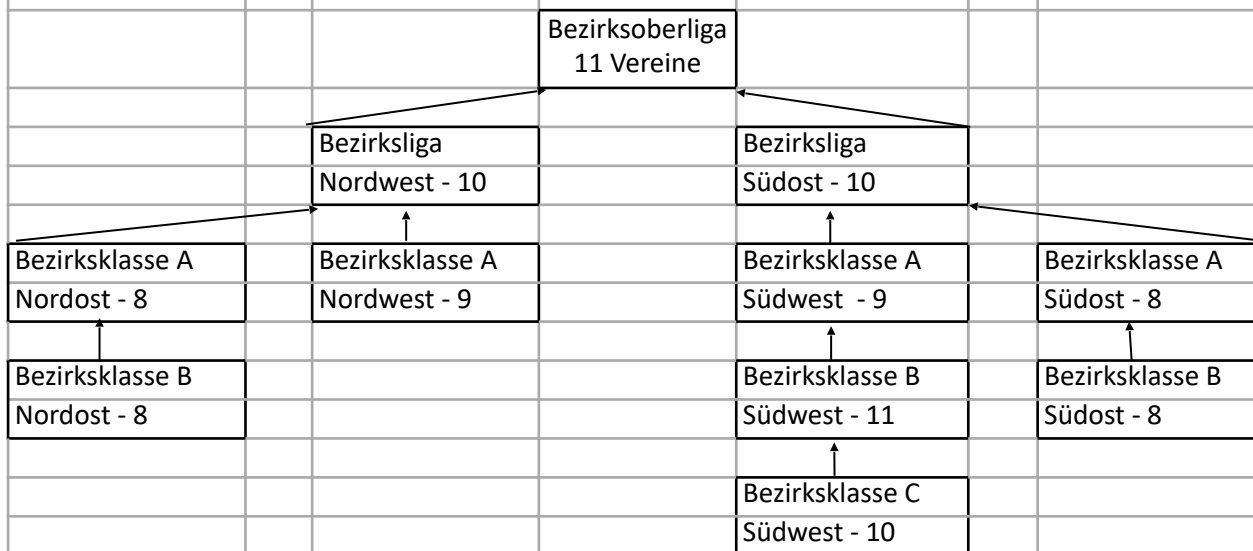 Bezirksoberliga
11 Vereine
Bezirksliga
Nordwest - 10
Bezirksliga
Südost - 10
Bezirksklasse A
Nordost - 8
Bezirksklasse A
Nordwest - 9
Bezirksklasse A
Südwest  - 9
Bezirksklasse A
Südost - 8
Bezirksklasse B
Nordost - 8
Bezirksklasse B
Südwest - 11
Bezirksklasse B
Südost - 8
Bezirksklasse C
Südwest - 10